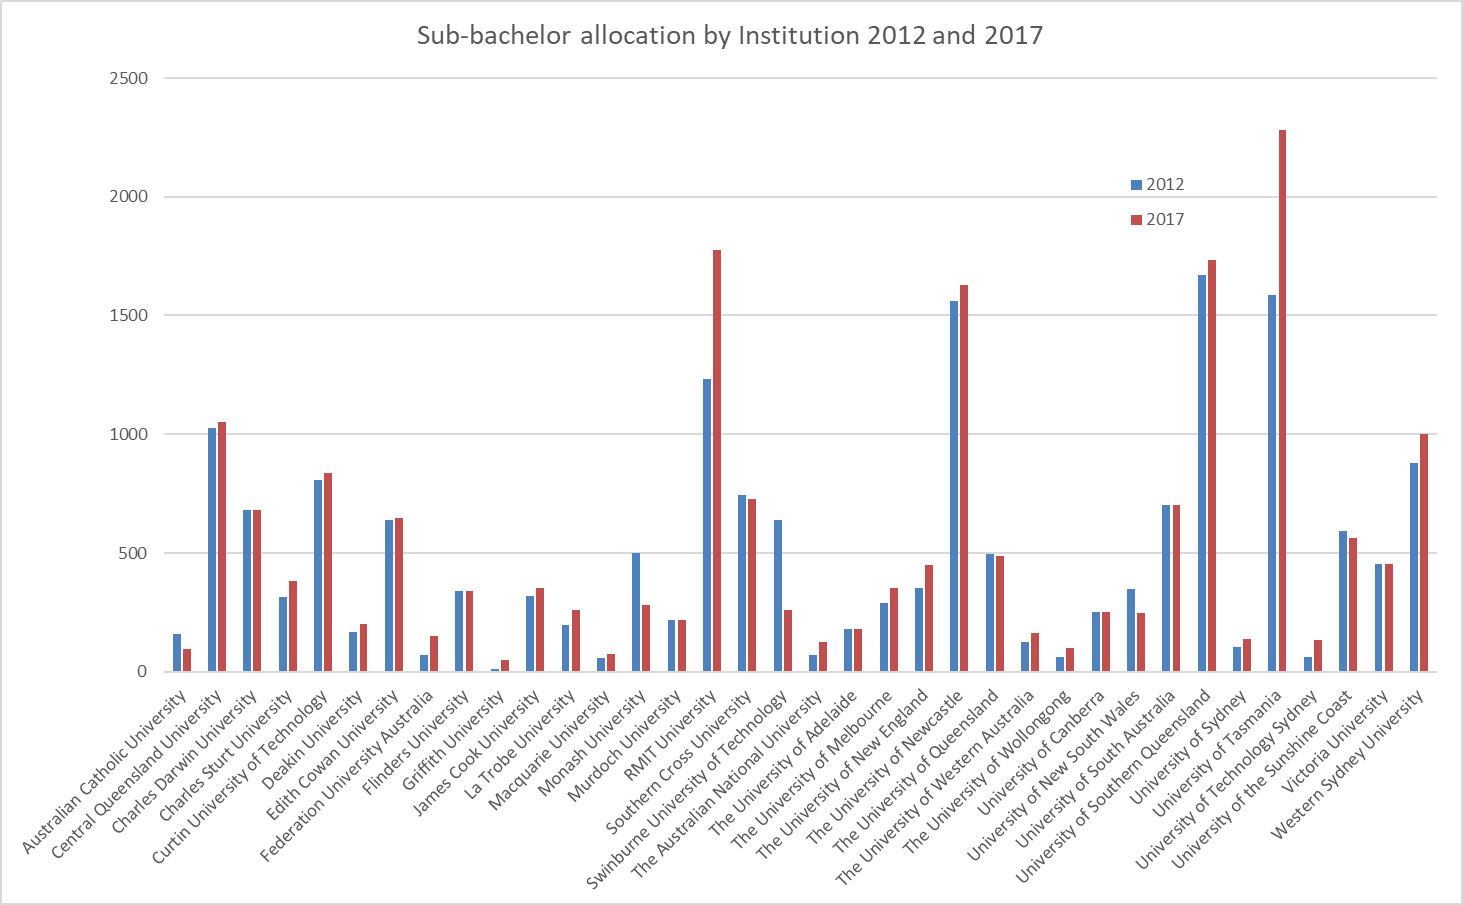 Sub-bachelor allocation by Institution 2012 and 2017
2500
2000
1500
1000
500
0
2012
2017
Australian Catholic University
Central Queensland University
Charles Darwin University
Charles Sturt University
Curtin University of Technology
Deakin University
Edith Cowan University
Federation University Australia
Flinders University
Griffith University
James Cook University
La Trobe University
Macquarie University
Monash University
Murdoch University
RMIT University
Southern Cross University
Swinburne University of Technology
The Australian National University
The University of Adelaide
The University of Melbourne
The University of New England
The University of Newcastle
The University of Queensland
The University of Western Australia
The University of Wollongong
University of Canberra
University of New South Wales
University of South Australia
University of Southern Queensland
University of Sydney
University of Tasmania
University of Technology Sydney
University of the Sunshine Coast
Victoria University
Western Sydney University